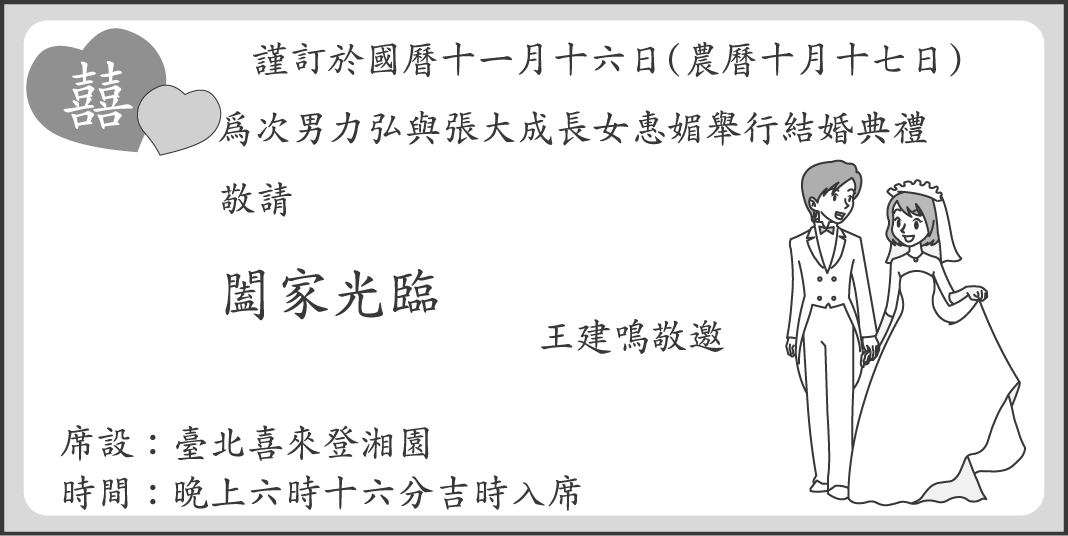 囍
謹訂於國曆十一月十六日(農曆十月十七日)
為次男力弘與張大成長女惠媚舉行結婚典禮
敬請
闔家光臨
王建鳴敬邀
席設：臺北喜來登湘園
時間：晚上六時十六分吉時入席